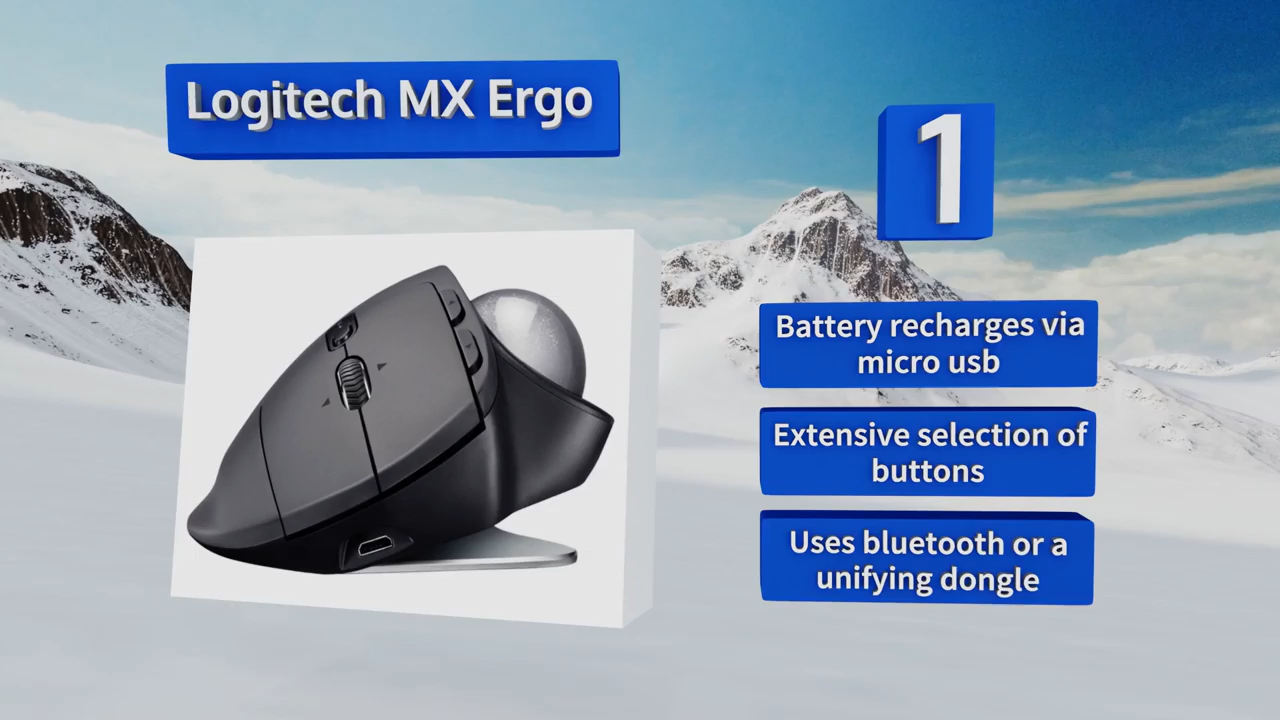 Logitech MX Ergo
1
Battery recharges via
micro usb
Extensive selection of
buttons
Uses bluetooth or a
unifying dongle